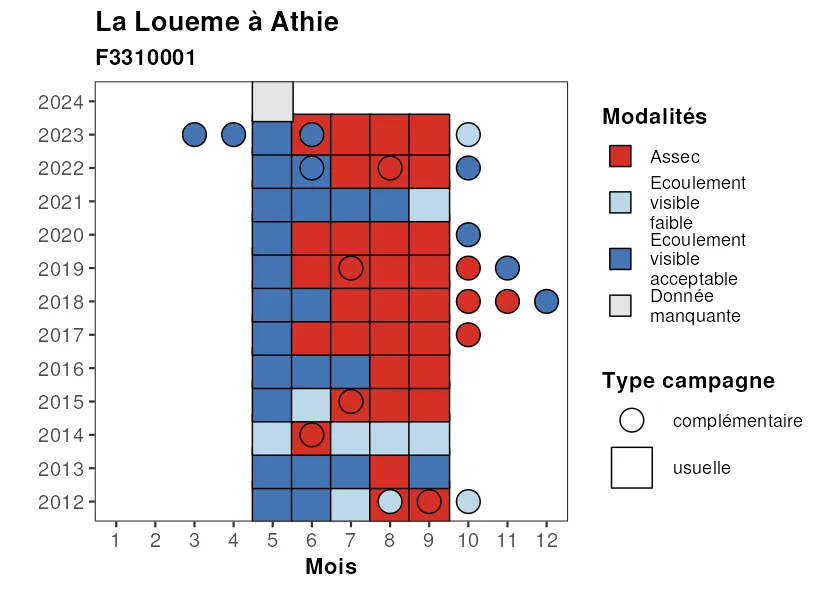 La Loueme à Athie
F3310001
2024
2023
2022
2021
2020
2019
2018
2017
2016
2015
2014
2013
2012
1 2 3 4 5 6 7 8 9 10 11 12
Mois
Modalités
Assec
Ecoulement
visible
faible
Ecoulement
visible
acceptable
Donnée
manquante
Type campagne
complémentaire
usuelle